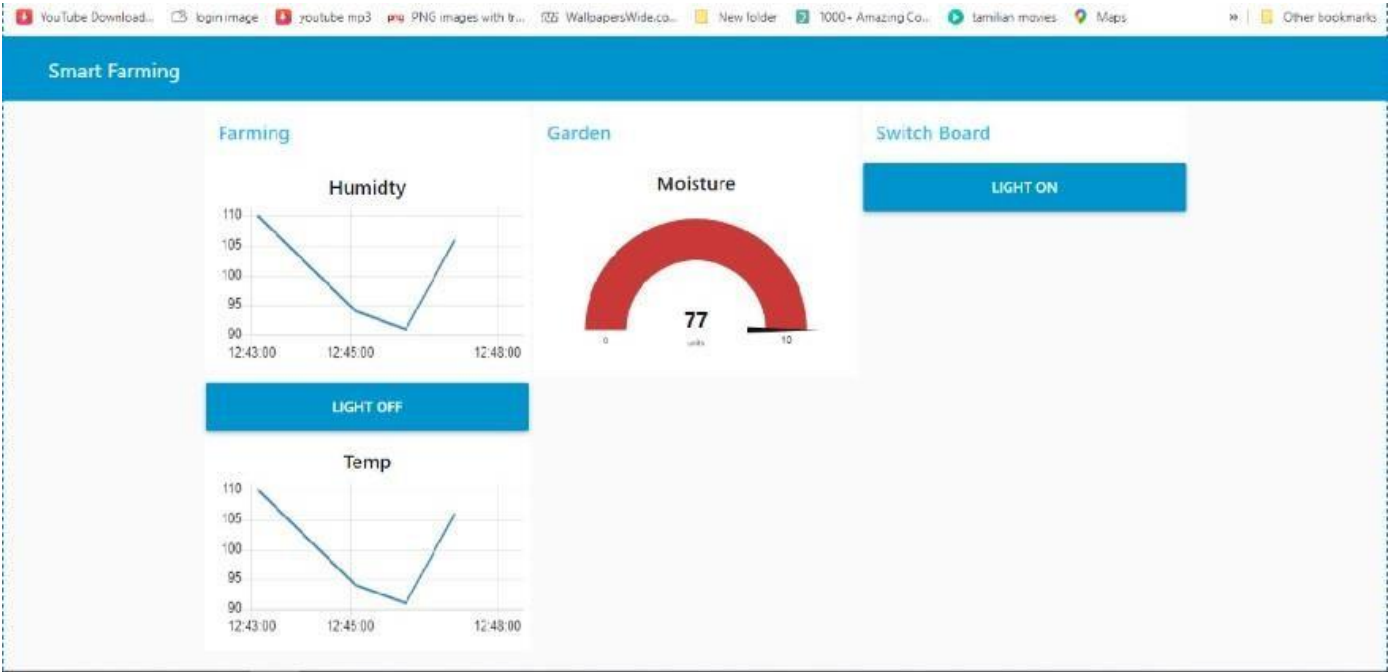 YouTube Download... login image youtube mp3 PNG images with tr... WallpapersWide.co... New folder 1000+ Amazing Co... tamilian movies Maps » Other bookmarks
Smart Farming
Farming
Humidty
110
105
100
95
90
12:43:00 12:45:00 12:48:00
LIGHT OFF
Temp
110
105
100
95
90
12:43:00 12:45:00 12:48:00
Garden
Moisture
77
units
0 10
Switch Board
LIGHT ON